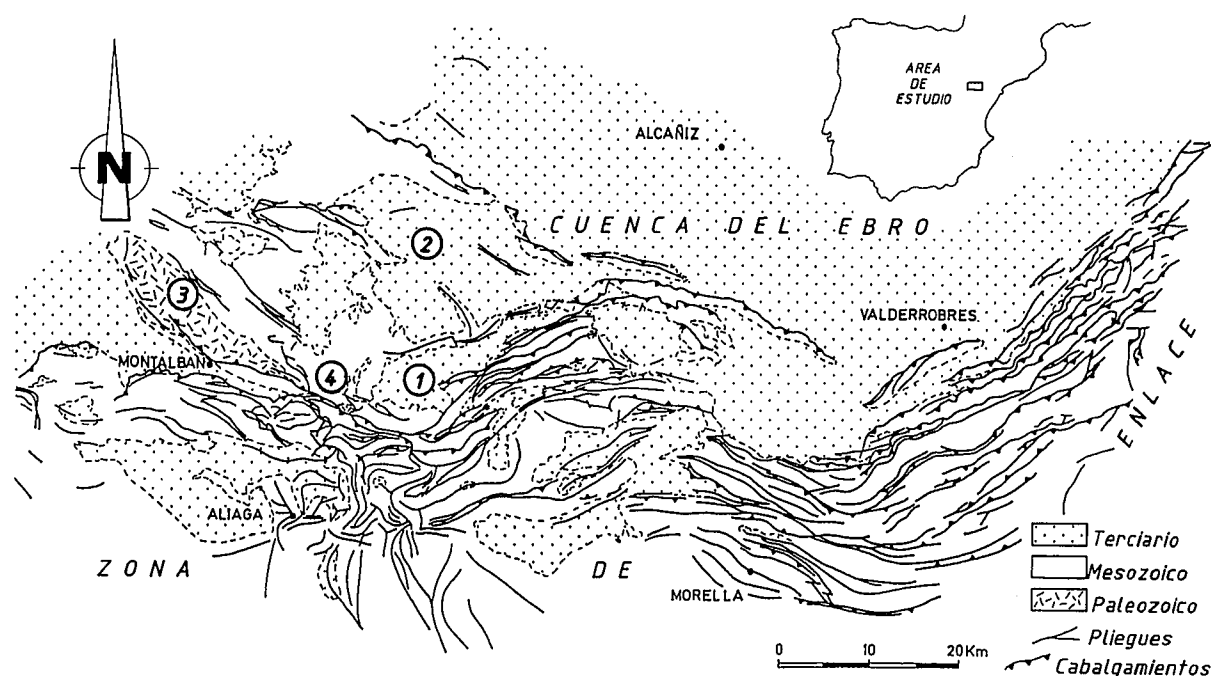 AREA
DE
ESTUDIO
N
ALCAÑIZ
CUENCA DEL EBRO
2
3
VALDERROBRES
MONTALBAN
4
1
ENLACE
ALIAGA
ZONA DE
MORELLA
Terciario
Mesozoico
Paleozoico
Pliegues
Cabalgamientos
0 10 20Km